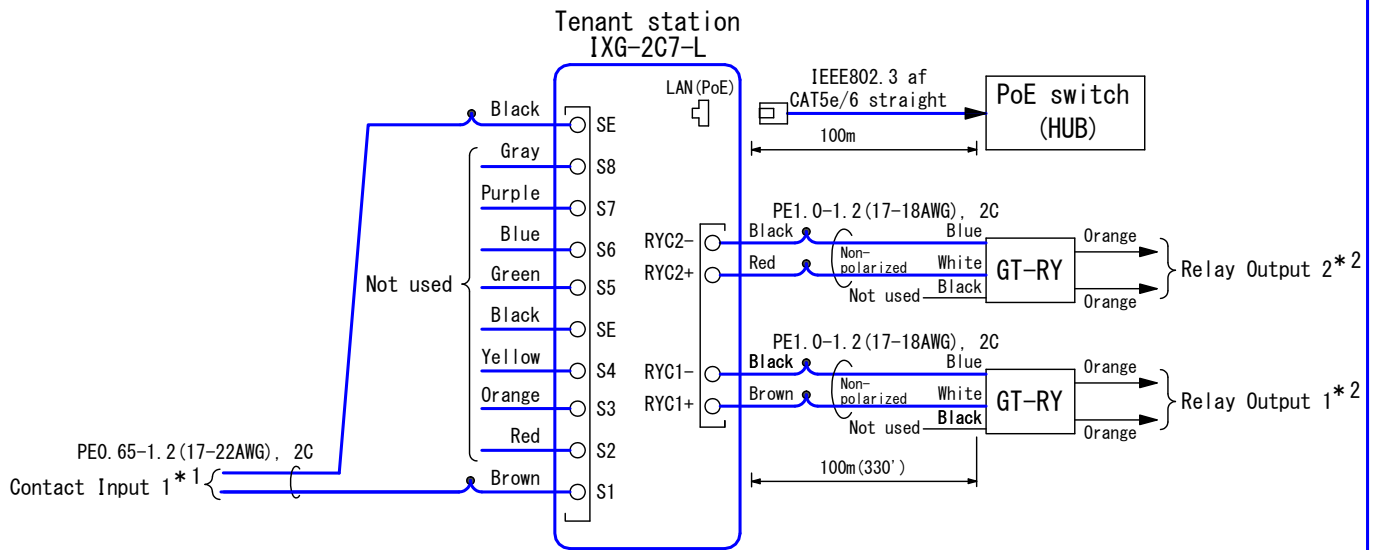 Tenant station
IXG-2C7-L
LAN(PoE)
IEEE802.3 af
CAT5e/6 straight
100m
PoE switch
(HUB)
Black
SE
Gray
S8
Purple
S7
Blue
S6
Green
S5
Black
SE
Yellow
S4
Orange
S3
Red
S2
Brown
S1
Not used
PE0.65-1.2(17-22AWG), 2C
Contact Input 1*1
PE1.0-1.2(17-18AWG), 2C
RYC2-
Black
Blue
RYC2+
Red
Non-
polarized
White
Not used
Black
GT-RY
Orange
Orange
Relay Output 2*2
PE1.0-1.2(17-18AWG), 2C
RYC1-
Black
Blue
RYC1+
Brown
Non-
polarized
White
Not used
Black
GT-RY
Orange
Orange
Relay Output 1*2
100m(330')